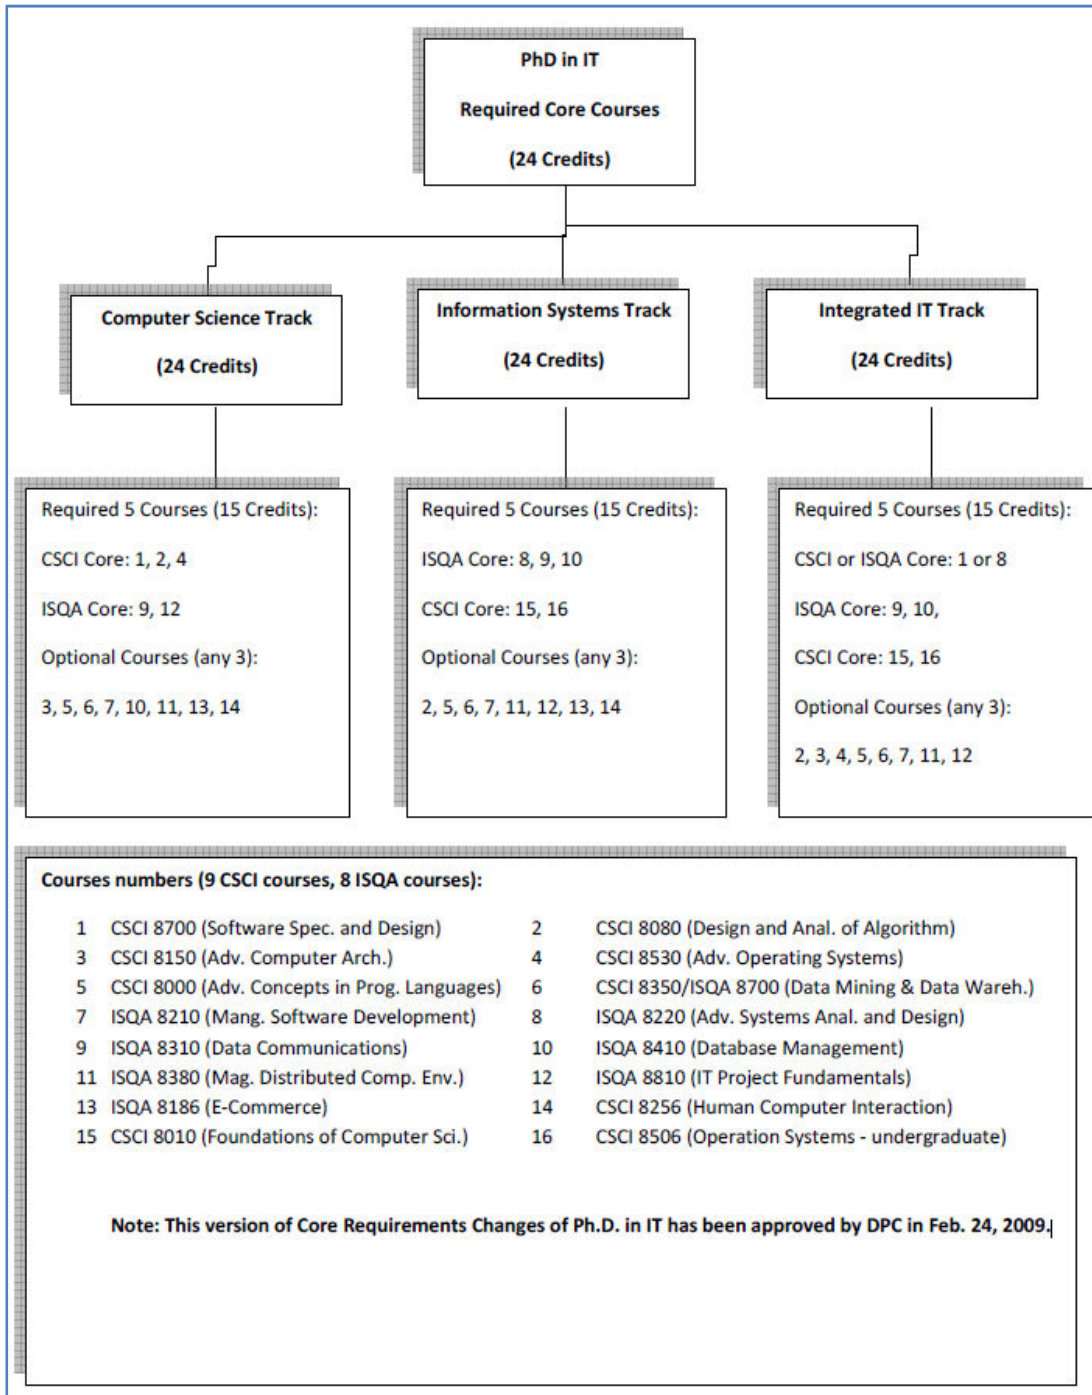 PhD in IT
Required Core Courses
(24 Credits)
Computer Science Track
(24 Credits)
Information Systems Track
(24 Credits)
Integrated IT Track
(24 Credits)
Required 5 Courses (15 Credits):
CSCI Core: 1, 2, 4
ISQA Core: 9, 12
Optional Courses (any 3):
3, 5, 6, 7, 10, 11, 13, 14
Required 5 Courses (15 Credits):
ISQA Core: 8, 9, 10
CSCI Core: 15, 16
Optional Courses (any 3):
2, 5, 6, 7, 11, 12, 13, 14
Required 5 Courses (15 Credits):
CSCI or ISQA Core: 1 or 8
ISQA Core: 9, 10,
CSCI Core: 15, 16
Optional Courses (any 3):
2, 3, 4, 5, 6, 7, 11, 12
Courses numbers (9 CSCI courses, 8 ISQA courses):
1 CSCI 8700 (Software Spec. and Design) 2 CSCI 8080 (Design and Anal. of Algorithm)
3 CSCI 8150 (Adv. Computer Arch.) 4 CSCI 8530 (Adv. Operating Systems)
5 CSCI 8000 (Adv. Concepts in Prog. Languages) 6 CSCI 8350/ISQA 8700 (Data Mining & Data Wareh.)
7 ISQA 8210 (Mang. Software Development) 8 ISQA 8220 (Adv. Systems Anal. and Design)
9 ISQA 8310 (Data Communications) 10 ISQA 8410 (Database Management)
11 ISQA 8380 (Mag. Distributed Comp. Env.) 12 ISQA 8810 (IT Project Fundamentals)
13 ISQA 8186 (E-Commerce) 14 CSCI 8256 (Human Computer Interaction)
15 CSCI 8010 (Foundations of Computer Sci.) 16 CSCI 8506 (Operation Systems - undergraduate)
Note: This version of Core Requirements Changes of Ph.D. in IT has been approved by DPC in Feb. 24, 2009.